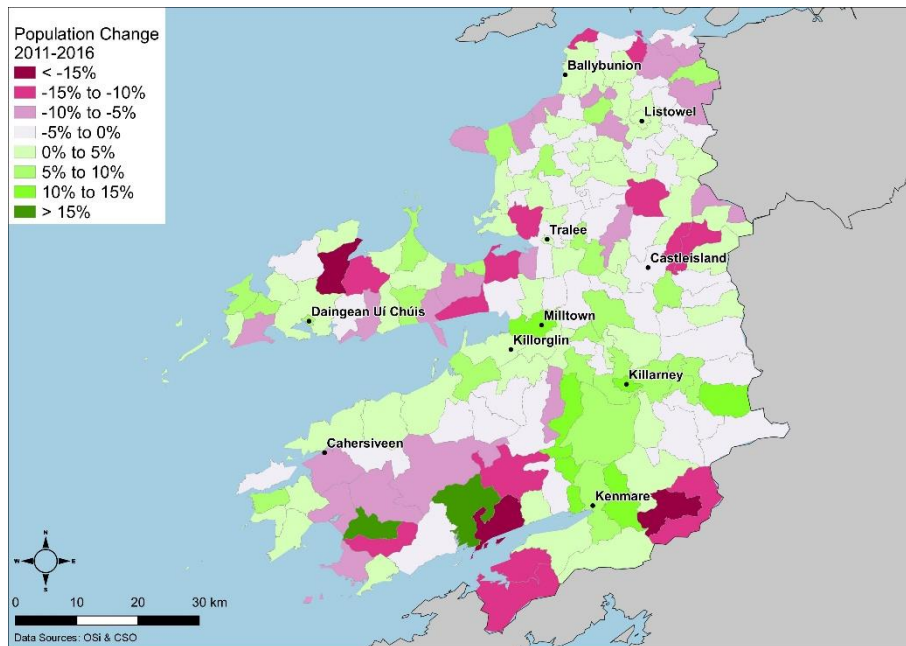 Population Change
2011-2016
< -15%
-15% to -10%
-10% to -5%
-5% to 0%
0% to 5%
5% to 10%
10% to 15%
> 15%
Ballybunion
Listowel
Tralee
Castleisland
Daingean Uí Chúis
Milltown
Killorglin
Killarney
Cahersiveen
Kenmare
N
W E
S
0 10 20 30 km
Data Sources: OSi & CSO